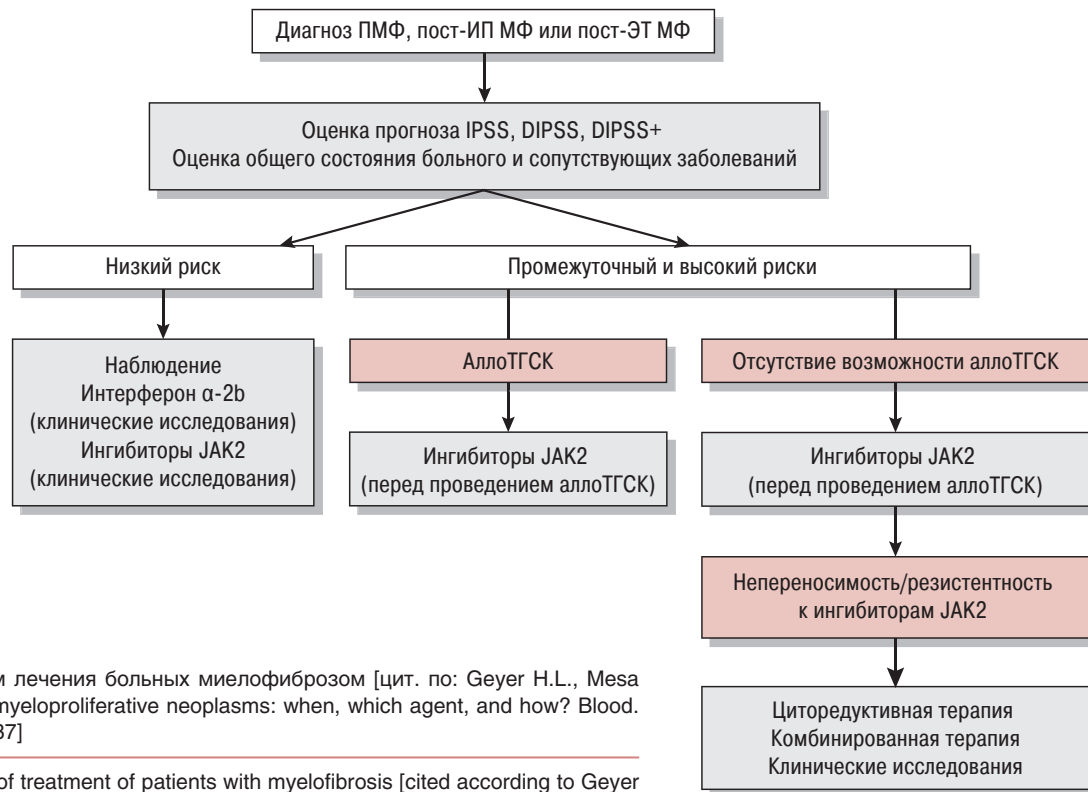 Диагноз ПМФ, пост-ИП МФ или пост-ЭТ МФ
Оценка прогноза IPSS, DIPSS, DIPSS+
Оценка общего состояния больного и сопутствующих заболеваний
Низкий риск
Промежуточный и высокий риски
Наблюдение
Интерферон α-2b
(клинические исследования)
Ингибиторы JAK2
(клинические исследования)
АллоТГСК
Ингибиторы JAK2
(перед проведением аллоТГСК)
Отсутствие возможности аллоТГСК
Ингибиторы JAK2
(перед проведением аллоТГСК)
Непереносимость/резистентность
к ингибиторам JAK2
Циторедуктивная терапия
Комбинированная терапия
Клинические исследования
м лечения больных миелофиброзом [цит. по: Geyer H.L., Mesa
myeloproliferative neoplasms: when, which agent, and how? Blood.
37]
of treatment of patients with myelofibrosis [cited according to Geyer